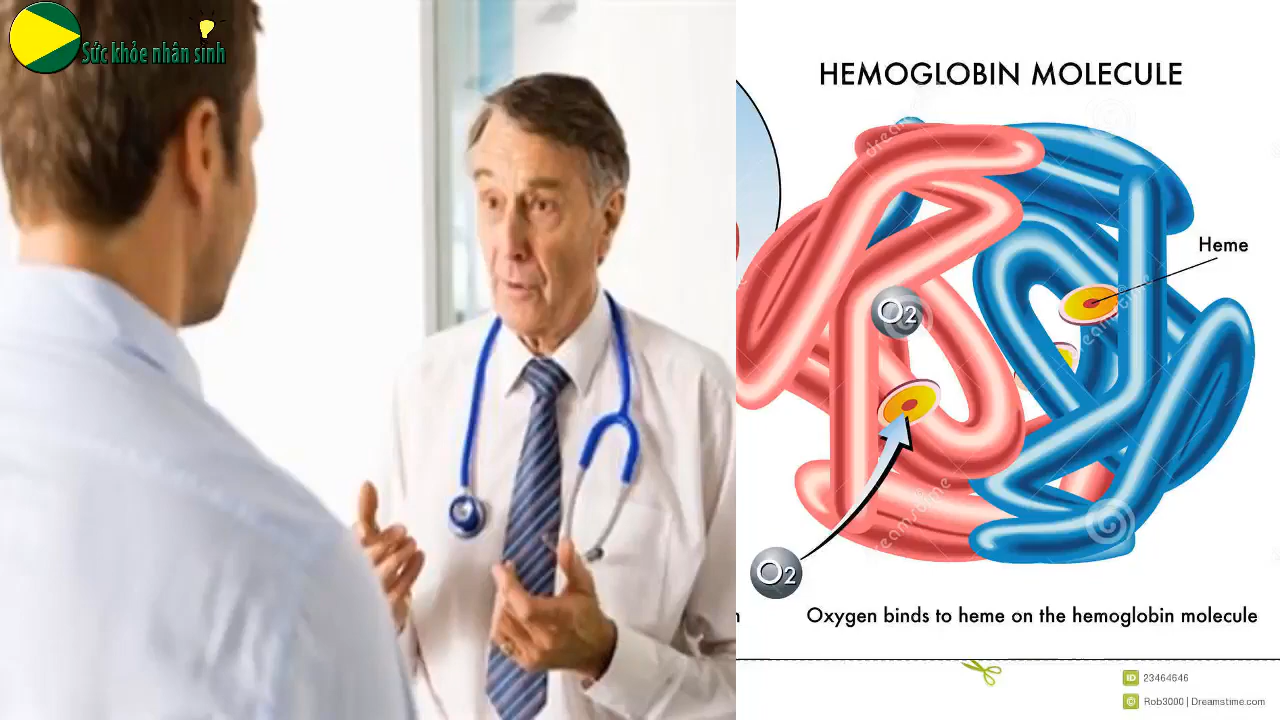 Sức khỏe nhân sinh
HEMOGLOBIN MOLECULE
Heme
O2
O2
Oxygen binds to heme on the hemoglobin molecule
ID 23464646
© Rob3000 | Dreamstime.com